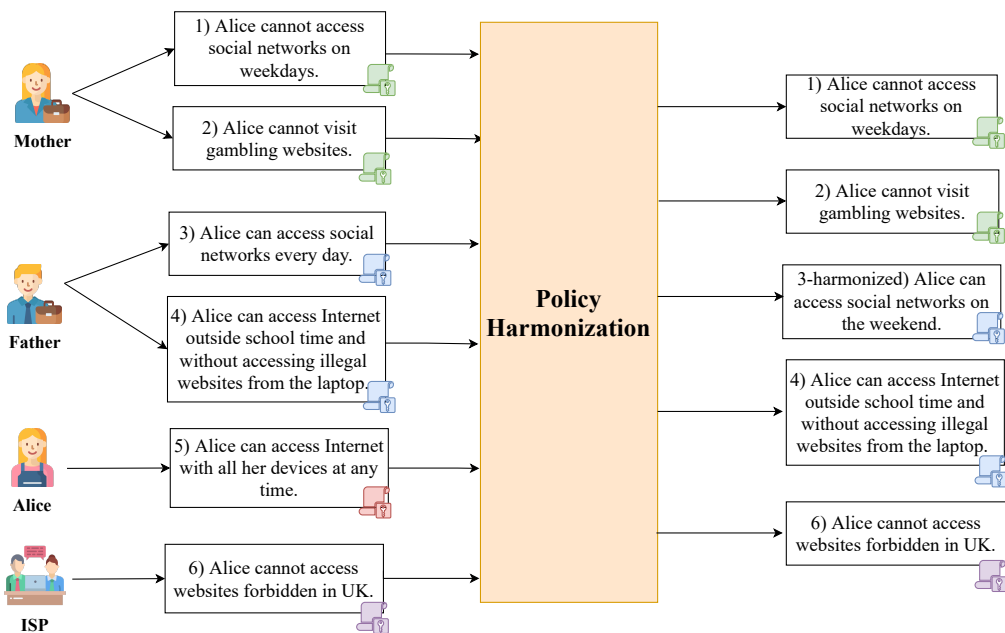 1) Alice cannot access
social networks on
weekdays.
Mother
2) Alice cannot visit
gambling websites.
3) Alice can access social
networks every day.
Father
4) Alice can access Internet
outside school time and
without accessing illegal
websites from the laptop.
5) Alice can access Internet
with all her devices at any
time.
Alice
6) Alice cannot access
websites forbidden in UK.
ISP
Policy
Harmonization
1) Alice cannot access
social networks on
weekdays.
2) Alice cannot visit
gambling websites.
3-harmonized) Alice can
access social networks on
the weekend.
4) Alice can access Internet
outside school time and
without accessing illegal
websites from the laptop.
6) Alice cannot access
websites forbidden in UK.